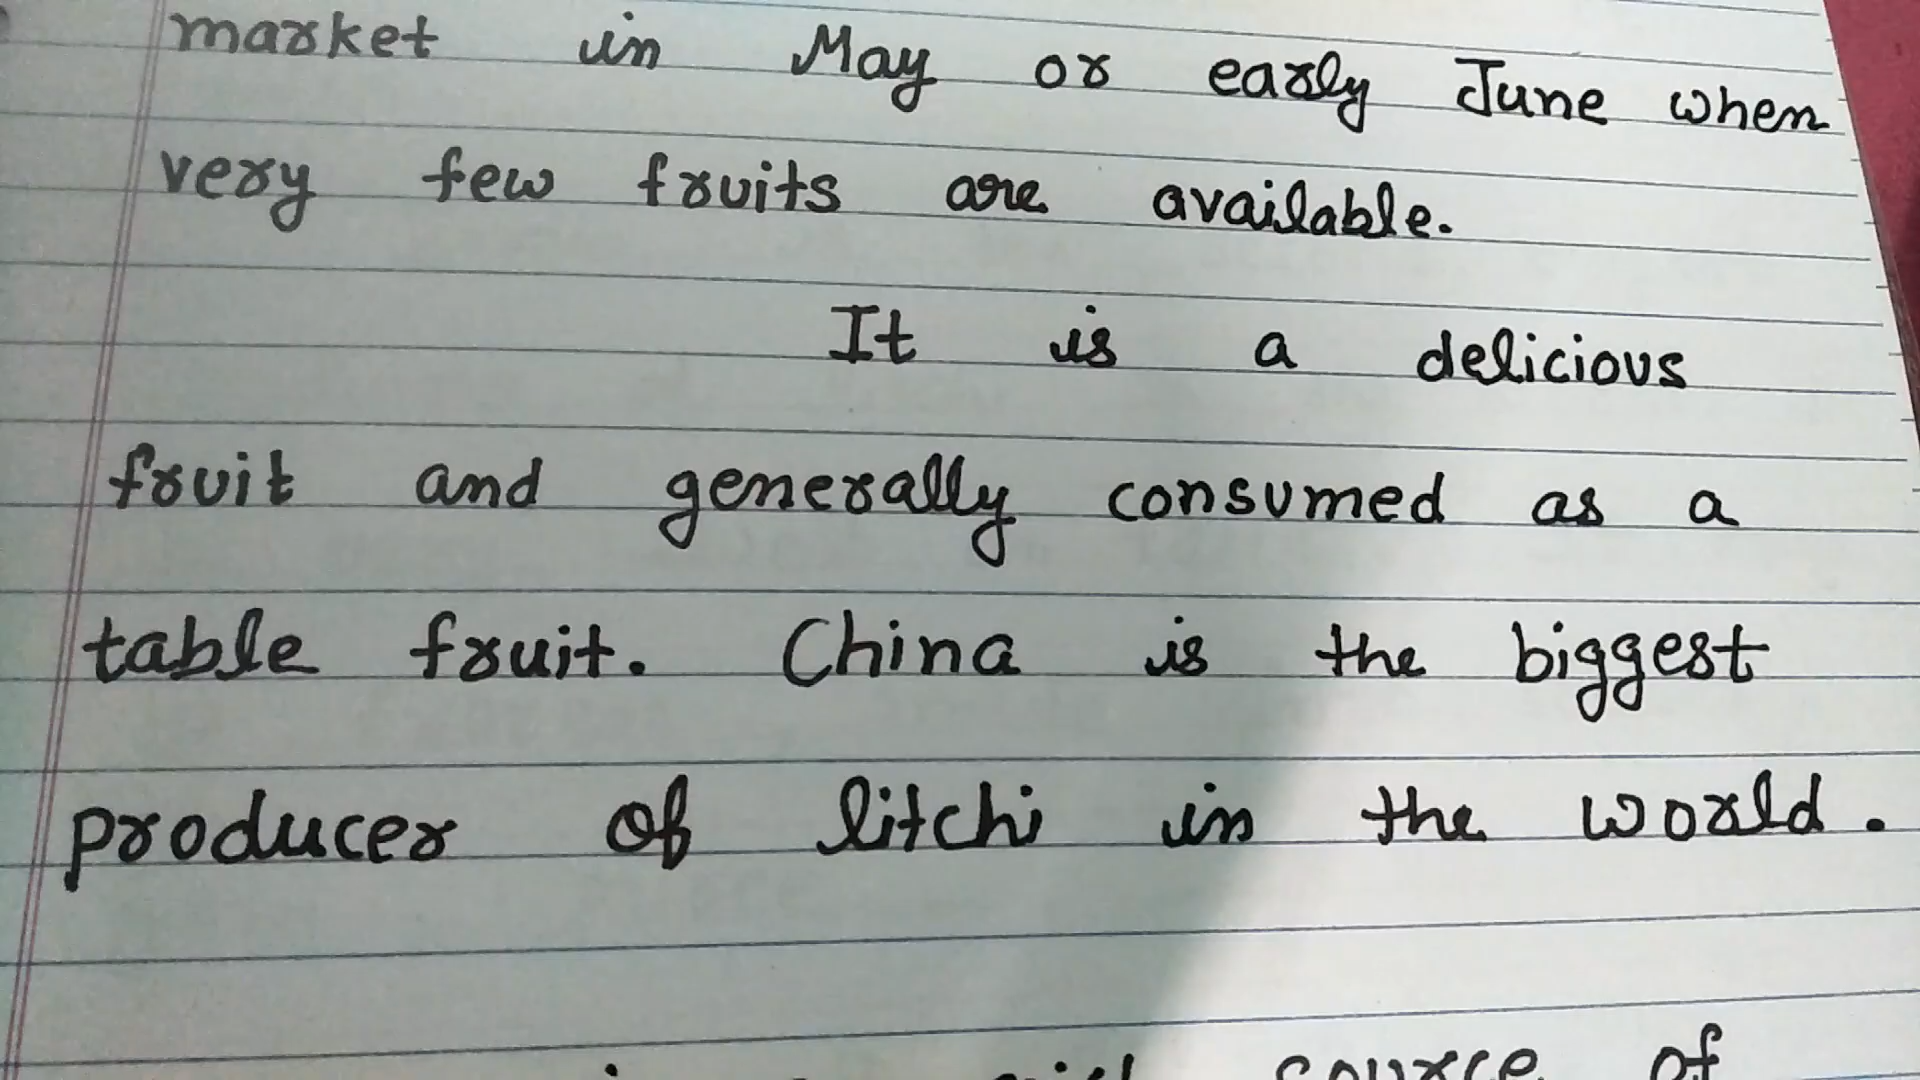 market in May or early June when
very few fruits are available.
It is a delicious
fruit and generally consumed as a
table fruit. China is the biggest
producer of litchi in the world.
source of